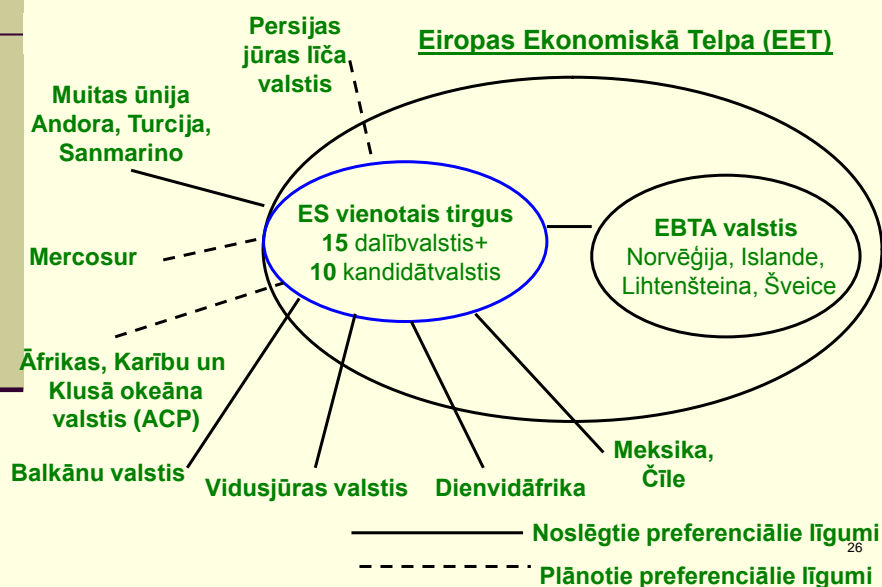 Persijas
jūras līča
valstis
Eiropas Ekonomiskā Telpa (EET)
Muitas ūnija
Andora, Turcija,
Sanmarino
ES vienotais tirgus
15 dalībvalstis+
10 kandidātvalstis
EBTA valstis
Norvēģija, Islande,
Lihtenšteina, Šveice
Mercosur
Āfrikas, Karību un
Klusā okeāna
valstis (ACP)
Balkānu valstis
Vidusjūras valstis
Dienvidāfrika
Meksika,
Čīle
Noslēgtie preferenciālie līgumi
26
Plānotie preferenciālie līgumi